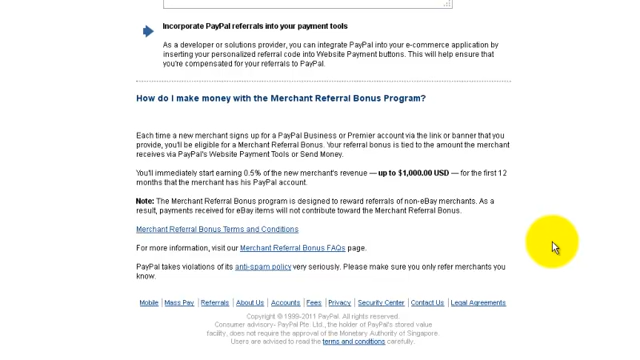 Incorporate PayPal referrals into your payment tools
As a developer or solutions provider, you can integrate PayPal into your e-commerce application by
inserting your personalized referral code into Website Payment buttons. This will help ensure that
you're compensated for your referrals to PayPal.
How do I make money with the Merchant Referral Bonus Program?
Each time a new merchant signs up for a PayPal Business or Premier account via the link or banner that you
provide, you'll be eligible for a Merchant Referral Bonus. Your referral bonus is tied to the amount the merchant
receives via PayPal's Website Payment Tools or Send Money.
You'll immediately start earning 0.5% of the new merchant's revenue — up to $1,000.00 USD — for the first 12
months that the merchant has his PayPal account.
Note: The Merchant Referral Bonus program is designed to reward referrals of non-eBay merchants. As a
result, payments received for eBay items will not contribute toward the Merchant Referral Bonus.
Merchant Referral Bonus Terms and Conditions
For more information, visit our Merchant Referral Bonus FAQs page.
PayPal takes violations of its anti-spam policy very seriously. Please make sure you only refer merchants you
know.
Mobile | Mass Pay | Referrals | About Us | Accounts | Fees | Privacy | Security Center | Contact Us | Legal Agreements
Copyright © 1999-2011 PayPal. All rights reserved.
Consumer advisory- PayPal Pte. Ltd., the holder of PayPal's stored value
facility, does not require the approval of the Monetary Authority of Singapore.
Users are advised to read the terms and conditions carefully.